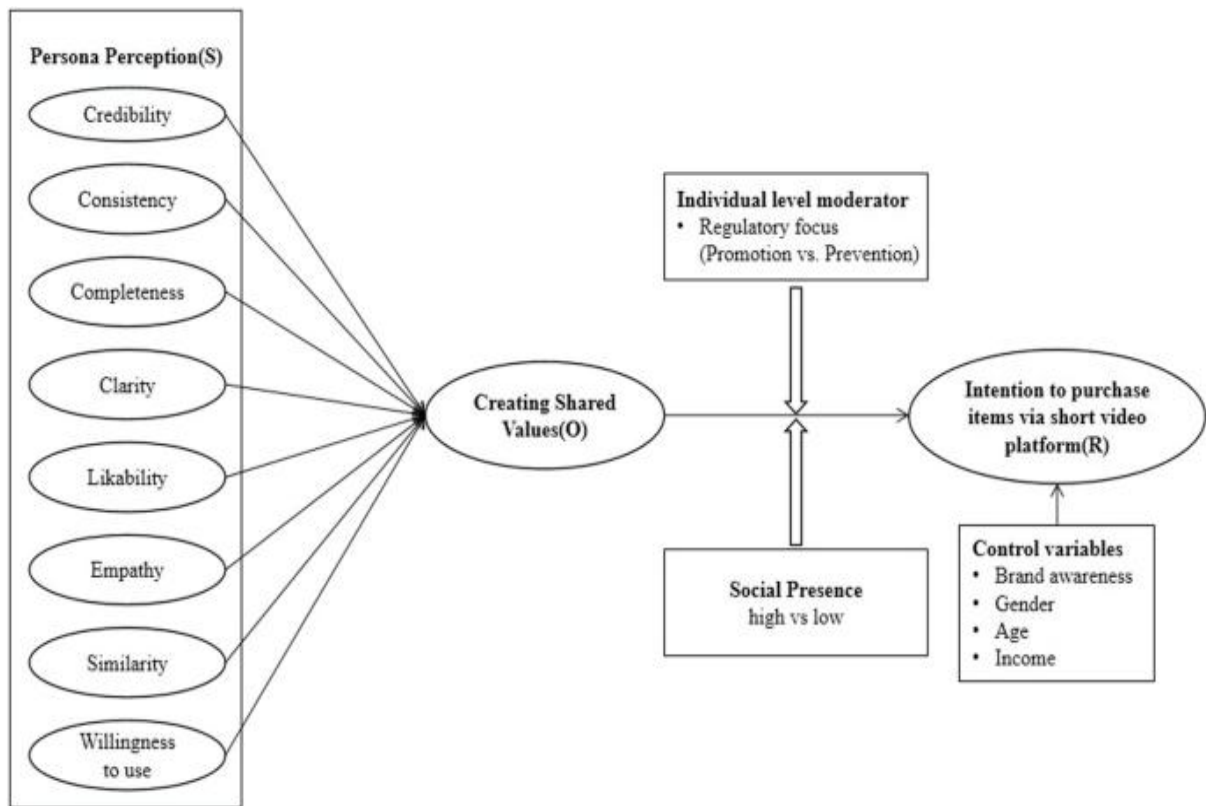 Persona Perception(S)
Credibility
Consistency
Completeness
Clarity
Likability
Empathy
Similarity
Willingness
to use
Creating Shared
Values(O)
Individual level moderator
• Regulatory focus
(Promotion vs. Prevention)
Social Presence
high vs low
Intention to purchase
items via short video
platform(R)
Control variables
• Brand awareness
• Gender
• Age
• Income